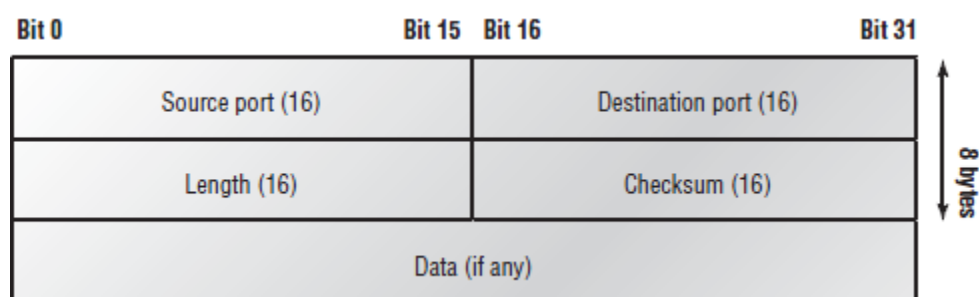 Bit 0 Bit 15 Bit 16 Bit 31
Source port (16) Destination port (16)
Length (16) Checksum (16)
8 bytes
Data (if any)